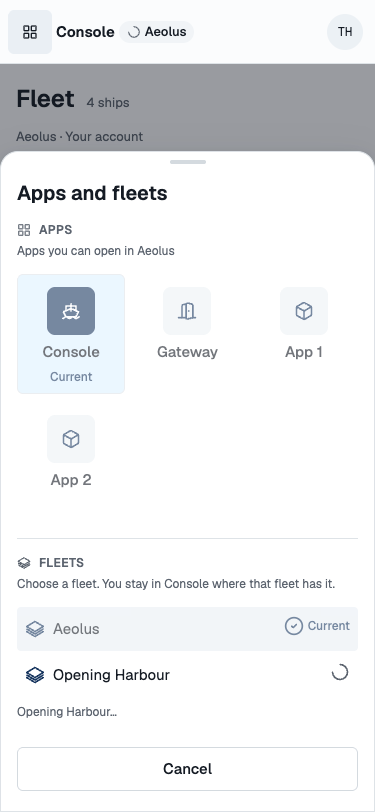 Console Aeolus TH
Fleet 4 ships
Aeolus · Your account
Apps and fleets
APPS
Apps you can open in Aeolus
Console Gateway App 1
Current
App 2
FLEETS
Choose a fleet. You stay in Console where that fleet has it.
Aeolus Current
Opening Harbour
Opening Harbour...
Cancel